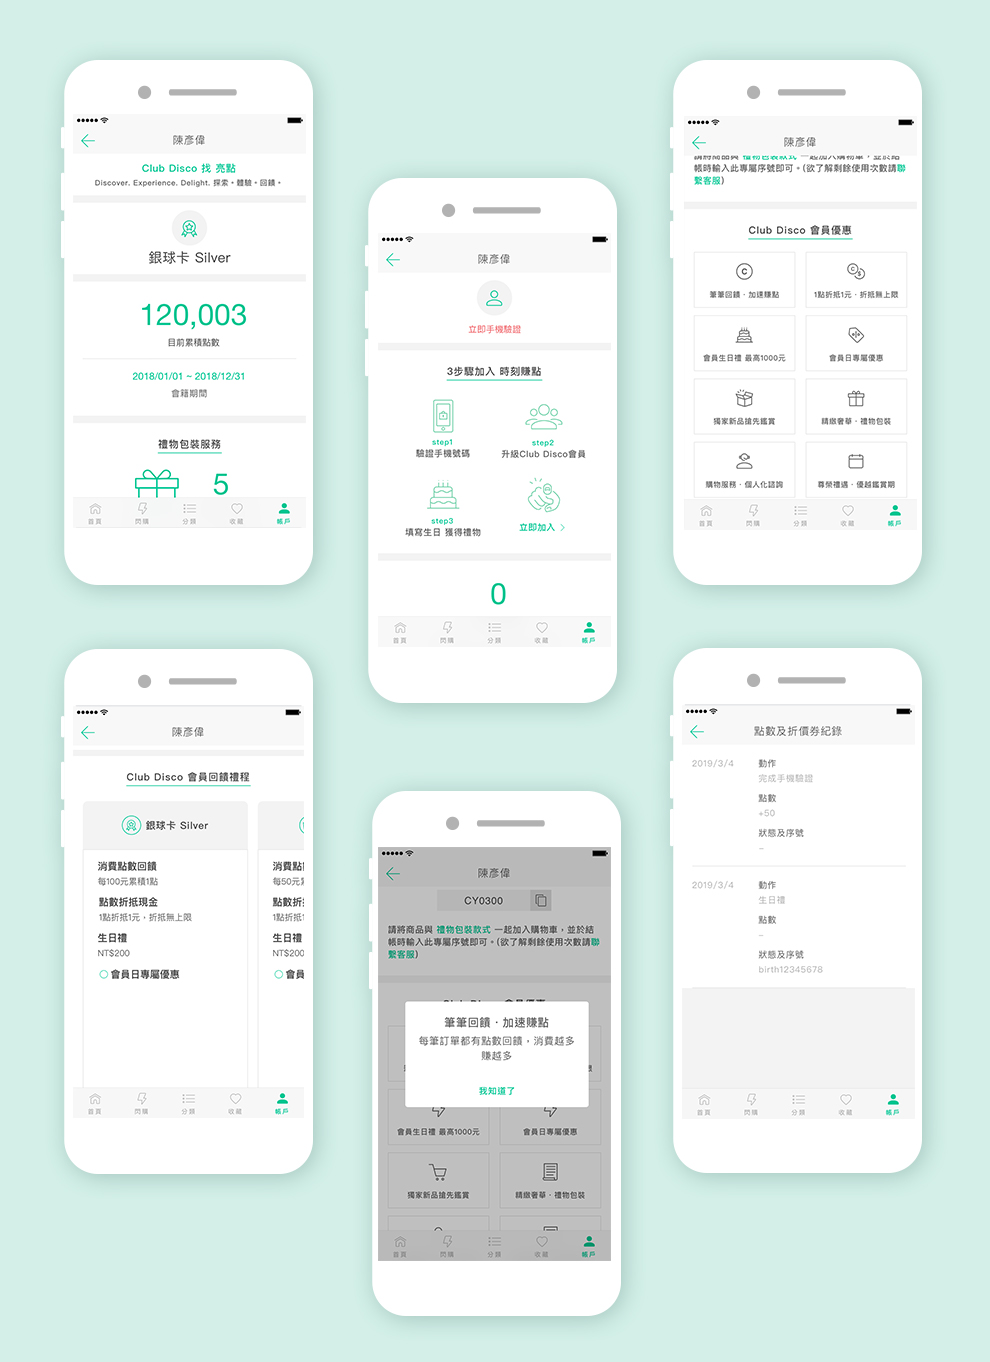 陳彥偉
Club Disco 找 亮點
Discover. Experience. Delight. 探索。體驗。回饋。
銀球卡 Silver
120,003
目前累積點數
2018/01/01 ~ 2018/12/31
會籍期間
禮物包裝服務
5
首頁
閃購
分類
收藏
帳戶
陳彥偉
立即手機驗證
3步驟加入 時刻賺點
step1
驗證手機號碼
step2
升級Club Disco會員
step3
填寫生日 獲得禮物
立即加入
0
首頁
閃購
分類
收藏
帳戶
陳彥偉
請將商品與 禮物包裝款式 一起加入購物車，並於結
帳時輸入此專屬序號即可。(欲了解剩餘使用次數請聯
繫客服)
Club Disco 會員優惠
筆筆回饋．加速賺點
1點折抵1元．折抵無上限
會員生日禮 最高1000元
會員日專屬優惠
獨家新品搶先鑑賞
精緻奢華．禮物包裝
購物服務．個人化諮詢
尊榮禮遇．優越鑑賞期
首頁
閃購
分類
收藏
帳戶
陳彥偉
Club Disco 會員回饋禮程
銀球卡 Silver
消費點數回饋
每100元累積1點
點數折抵現金
1點折抵1元．折抵無上限
生日禮
NT$200
會員日專屬優惠
消費點
每50元
點數折
1點折抵
生日禮
NT$200
會員
首頁
閃購
分類
收藏
帳戶
陳彥偉
CY0300
請將商品與 禮物包裝款式 一起加入購物車，並於結
帳時輸入此專屬序號即可。(欲了解剩餘使用次數請聯
繫客服)
筆筆回饋．加速賺點
每筆訂單都有點數回饋，消費越多
賺越多
我知道了
會員生日禮 最高1000元
會員日專屬優惠
獨家新品搶先鑑賞
精緻奢華．禮物包裝
首頁
閃購
分類
收藏
帳戶
點數及折價券紀錄
2019/3/4
動作
完成手機驗證
點數
+50
狀態及序號
–
2019/3/4
動作
生日禮
點數
–
狀態及序號
birth12345678
首頁
閃購
分類
收藏
帳戶